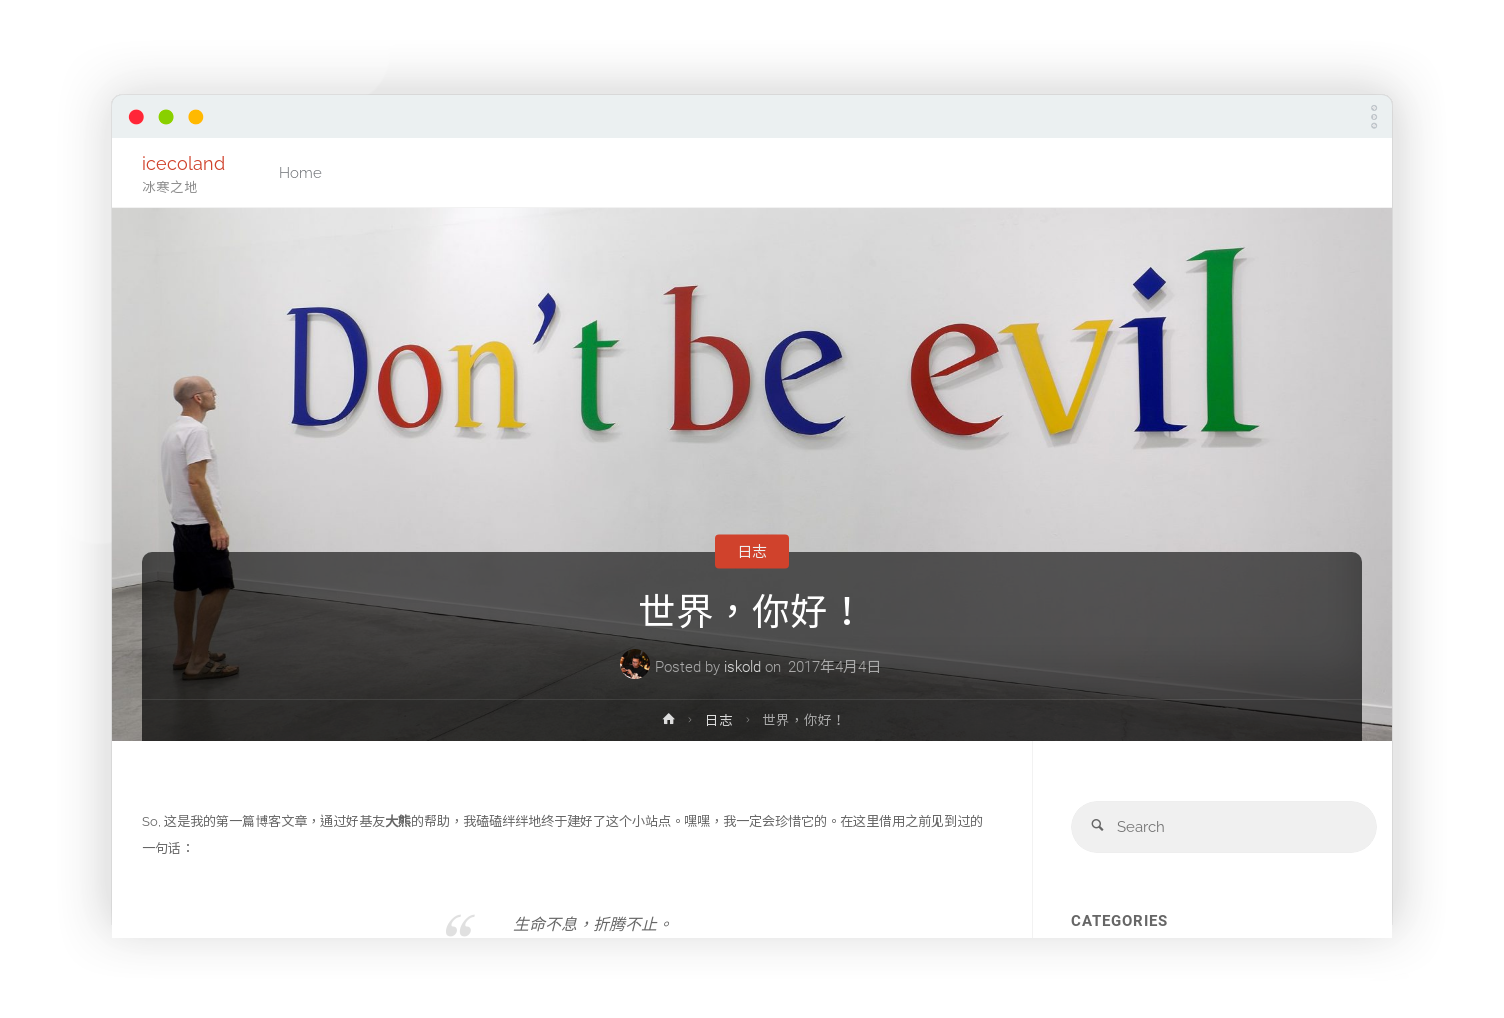 icecoland
冰寒之地
Home
Don’t be evil
日志
世界，你好！
Posted by iskold on 2017年4月4日
日志 › 世界，你好！
So, 这是我的第一篇博客文章，通过好基友大熊的帮助，我磕磕绊绊地终于建好了这个小站点。嘿嘿，我一定会珍惜它的。在这里借用之前见到过的
一句话：
Search
“ 生命不息，折腾不止。
CATEGORIES